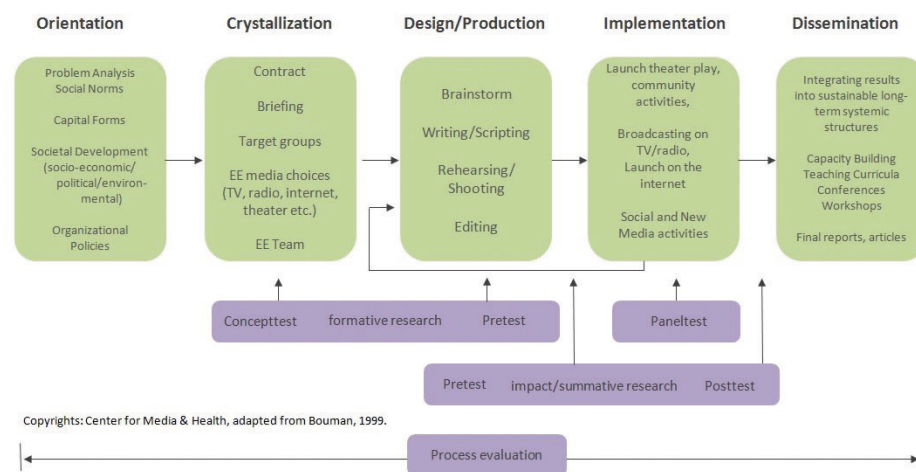 Orientation
Crystallization
Design/Production
Implementation
Dissemination
Problem Analysis
Social Norms
Capital Forms
Societal Development
(socio-economic/
political/environ-
mental)
Organizational
Policies
Contract
Briefing
Target groups
EE media choices
(TV, radio, internet,
theater etc.)
EE Team
Brainstorm
Writing/Scripting
Rehearsing/
Shooting
Editing
Launch theater play,
community
activities,
Broadcasting on
TV/radio,
Launch on the
internet
Social and New
Media activities
Integrating results
into sustainable long-
term systemic
structures
Capacity Building
Teaching Curricula
Conferences
Workshops
Final reports, articles
Concepttest formative research Pretest
Paneltest
Pretest impact/summative research Posttest
Copyrights: Center for Media & Health, adapted from Bouman, 1999.
Process evaluation